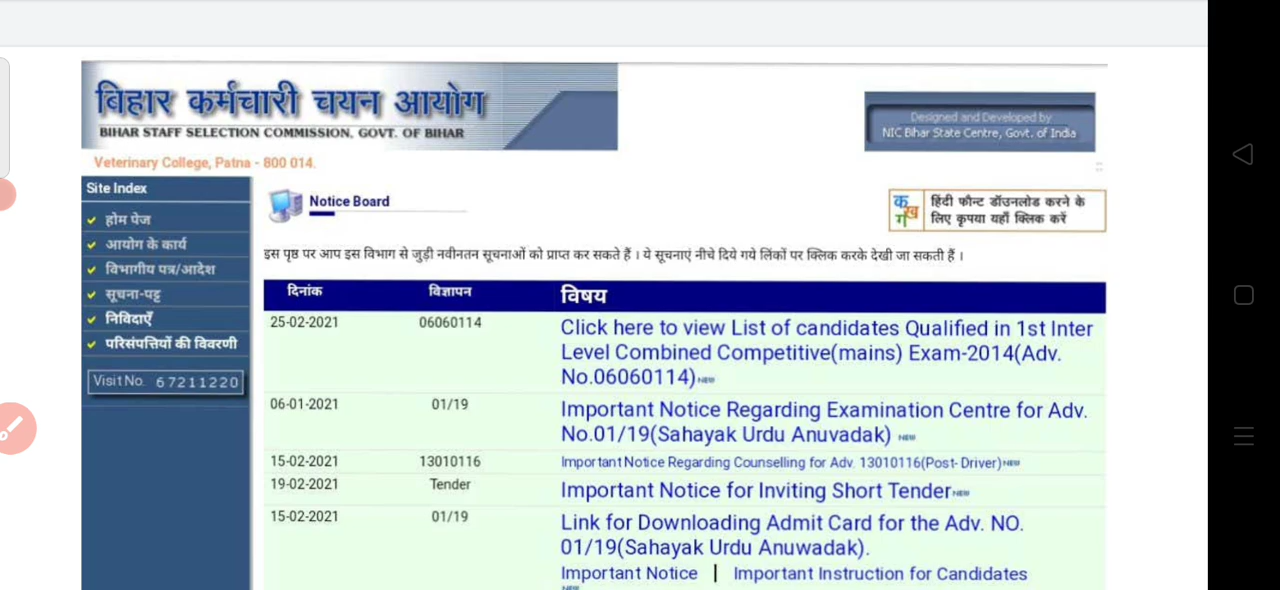 बिहार कर्मचारी चयन आयोग
BIHAR STAFF SELECTION COMMISSION, GOVT. OF BIHAR
Designed and Developed by
NIC Bihar State Centre, Govt. of India
Veterinary College, Patna - 800 014.
Site Index
होम पेज
आयोग के कार्य
विभागीय पत्र/आदेश
सूचना-पट्ट
निविदाएँ
परिसंपत्तियों की विवरणी
Visit No. 67211220
Notice Board
क ख ग
हिंदी फौन्ट डॉउनलोड करने के
लिए कृपया यहाँ क्लिक करें
इस पृष्ठ पर आप इस विभाग से जुड़ी नवीनतन सूचनाओं को प्राप्त कर सकते हैं । ये सूचनाएं नीचे दिये गये लिंकों पर क्लिक करके देखी जा सकती हैं ।
दिनांक विज्ञापन विषय
25-02-2021 06060114 Click here to view List of candidates Qualified in 1st Inter
Level Combined Competitive(mains) Exam-2014(Adv.
No.06060114) NEW
06-01-2021 01/19 Important Notice Regarding Examination Centre for Adv.
No.01/19(Sahayak Urdu Anuvadak) NEW
15-02-2021 13010116 Important Notice Regarding Counselling for Adv. 13010116(Post- Driver) NEW
19-02-2021 Tender Important Notice for Inviting Short Tender NEW
15-02-2021 01/19 Link for Downloading Admit Card for the Adv. NO.
01/19(Sahayak Urdu Anuwadak).
Important Notice | Important Instruction for Candidates
NEW